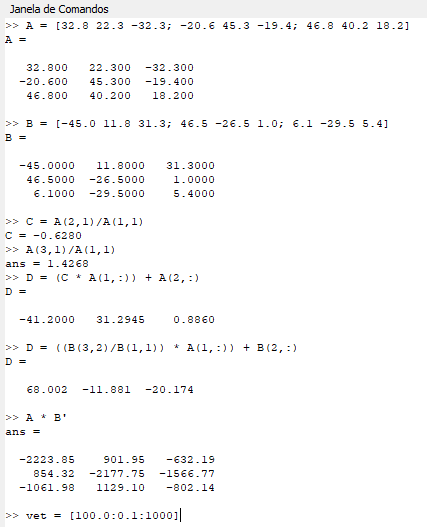 Janela de Comandos
>> A = [32.8 22.3 -32.3; -20.6 45.3 -19.4; 46.8 40.2 18.2]
A =
32.800 22.300 -32.300
-20.600 45.300 -19.400
46.800 40.200 18.200
>> B = [-45.0 11.8 31.3; 46.5 -26.5 1.0; 6.1 -29.5 5.4]
B =
-45.0000 11.8000 31.3000
46.5000 -26.5000 1.0000
6.1000 -29.5000 5.4000
>> C = A(2,1)/A(1,1)
C = -0.6280
>> A(3,1)/A(1,1)
ans = 1.4268
>> D = (C * A(1,:)) + A(2,:)
D =
-41.2000 31.2945 0.8860
>> D = ((B(3,2)/B(1,1)) * A(1,:)) + B(2,:)
D =
68.002 -11.881 -20.174
>> A * B'
ans =
-2223.85 901.95 -632.19
854.32 -2177.75 -1566.77
-1061.98 1129.10 -802.14
>> vet = [100.0:0.1:1000]